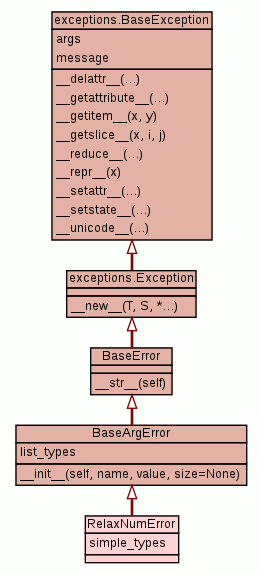 exceptions.BaseException
args
message
__delattr__(...)
__getattribute__(...)
__getitem__(x, y)
__getslice__(x, i, j)
__reduce__(...)
__repr__(x)
__setattr__(...)
__setstate__(...)
__unicode__(...)
exceptions.Exception
__new__(T, S, *...)
BaseError
__str__(self)
BaseArgError
list_types
__init__(self, name, value, size=None)
RelaxNumError
simple_types